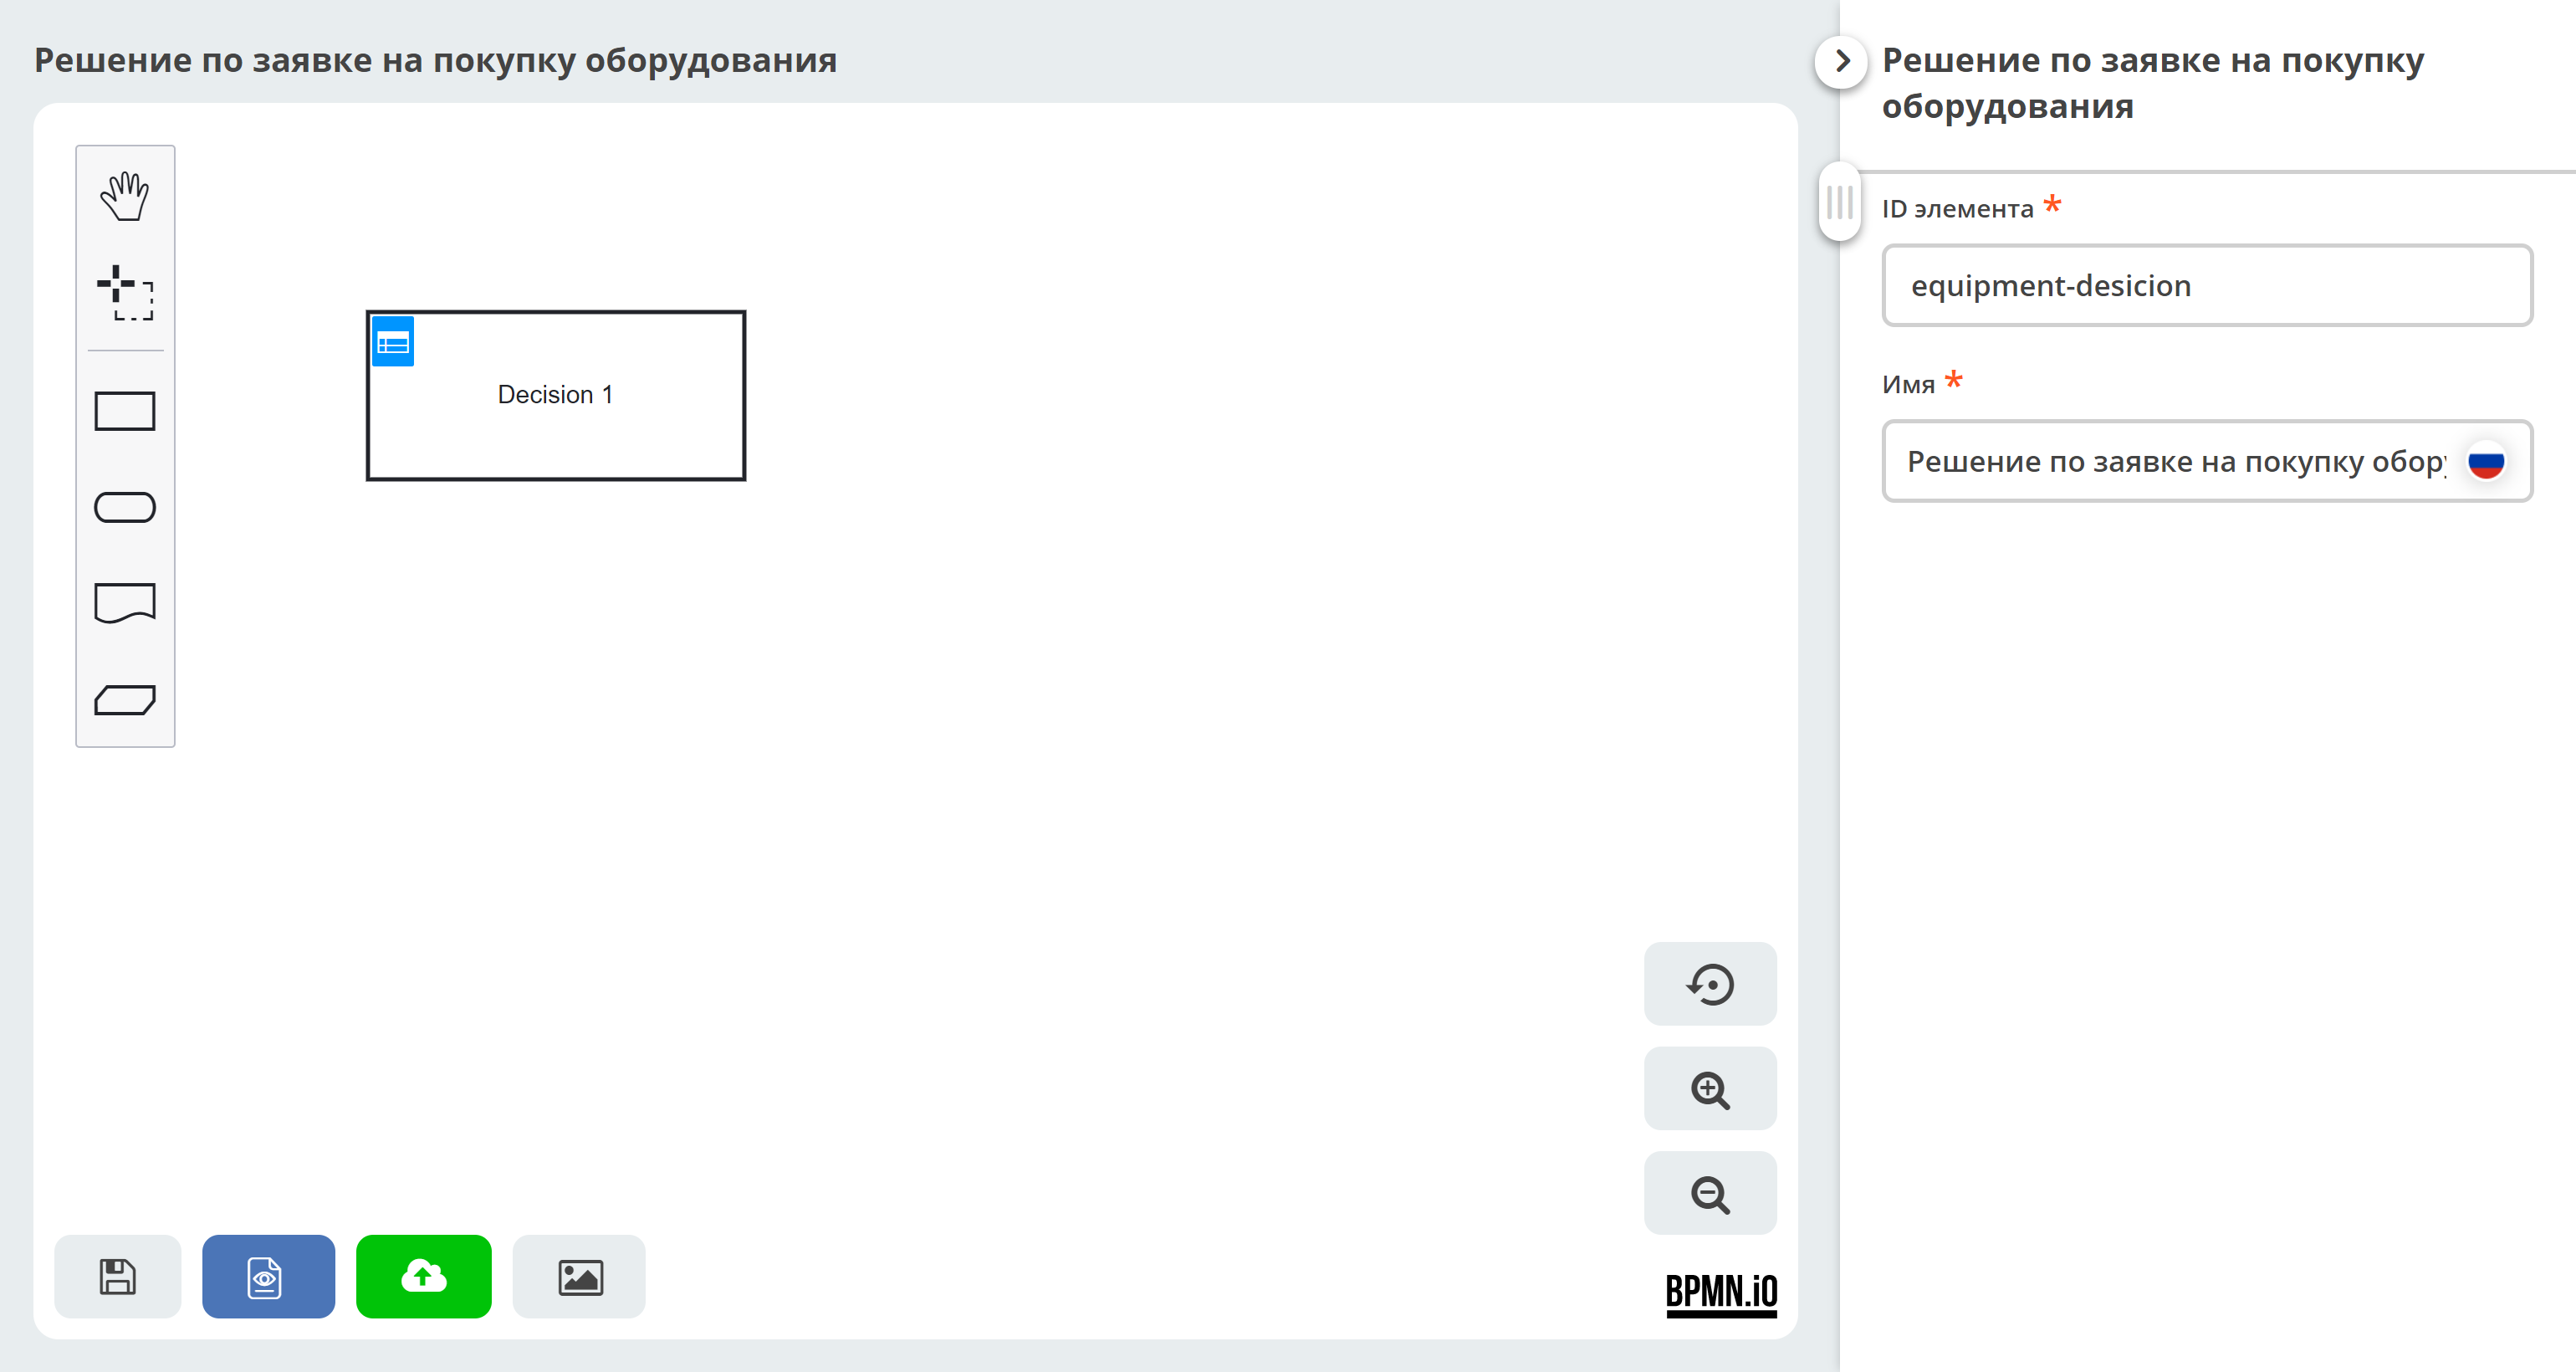 Решение по заявке на покупку оборудования
Decision 1
BPMN.iO
Решение по заявке на покупку
оборудования
ID элемента *
equipment-desicion
Имя *
Решение по заявке на покупку обору